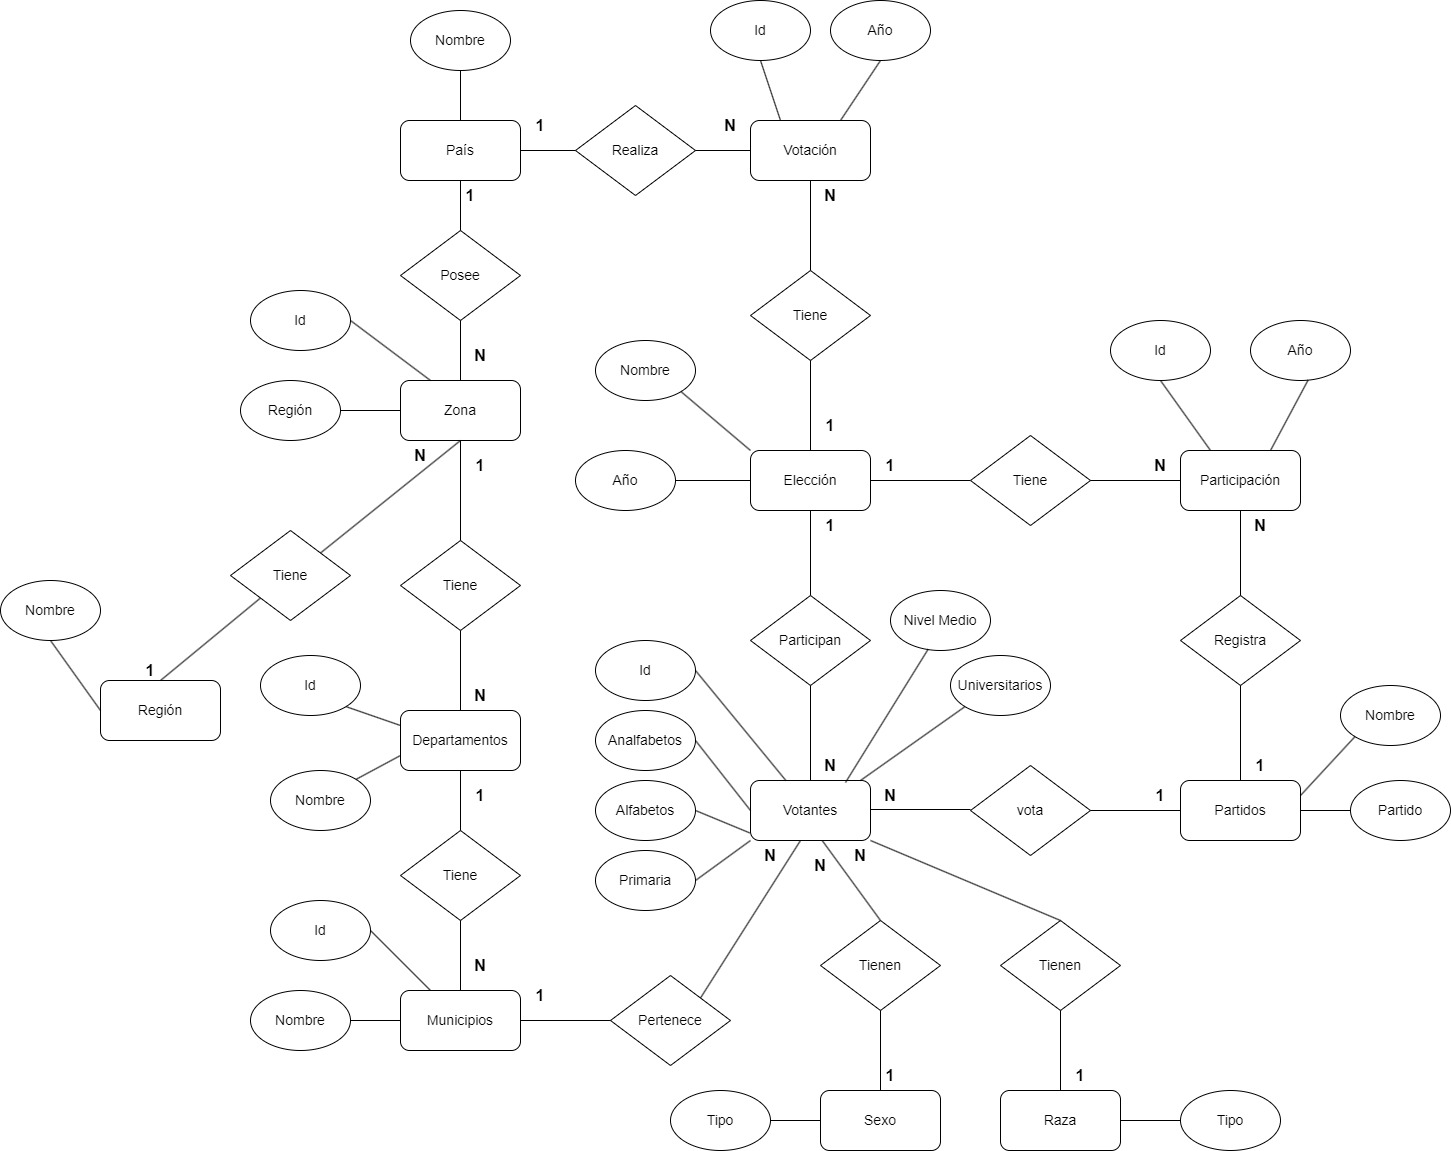 Id
Año
Nombre
1
N
País
Realiza
Votación
1
N
Posee
Id
Tiene
N
Nombre
Id
Año
Región
Zona
1
N
1
Año
Elección
1
Tiene
N
Participación
1
N
Tiene
Tiene
Nombre
Nivel Medio
Participan
Registra
1
Id
Id
Universitarios
N
Región
Departamentos
Analfabetos
Nombre
N
1
Nombre
1
N
1
Alfabetos
Votantes
vota
Partidos
Partido
N
N
N
Tiene
Primaria
Id
N
Tienen
Tienen
1
Nombre
Municipios
Pertenece
1
1
Tipo
Sexo
Raza
Tipo